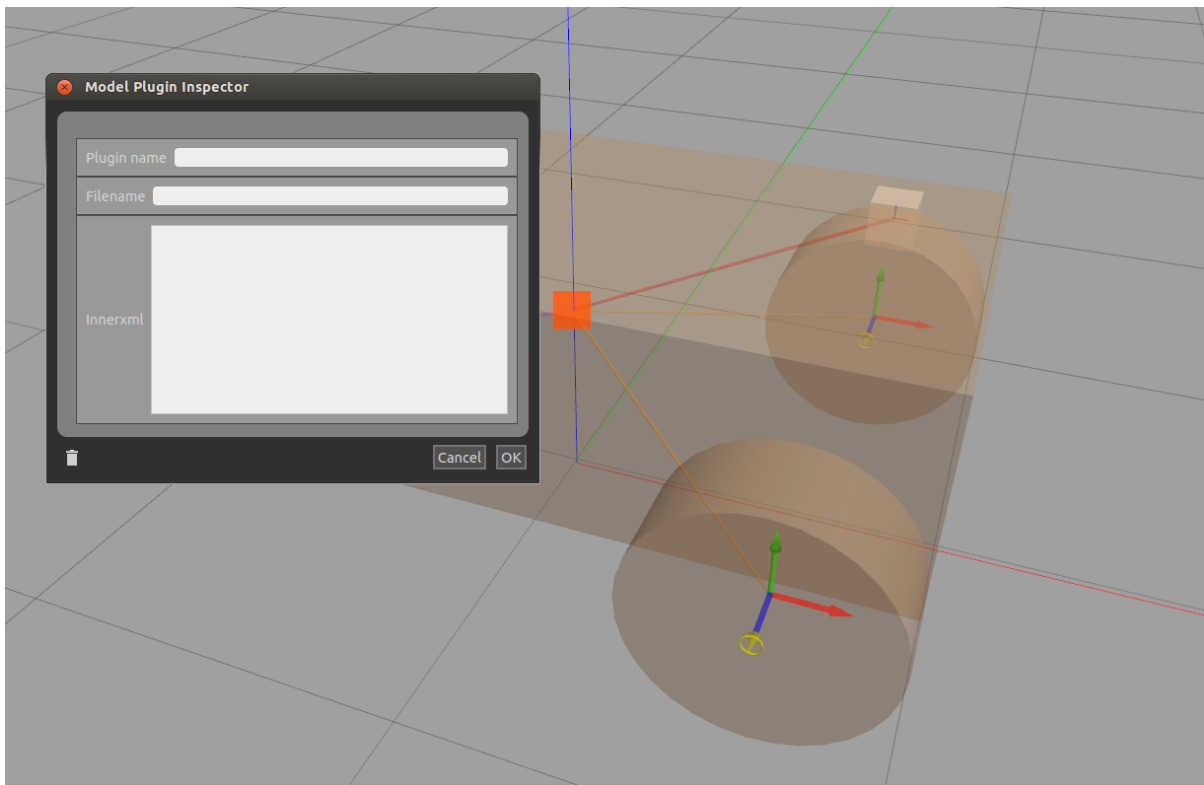 Model Plugin Inspector
Plugin name
Filename
Innerxml
Cancel OK